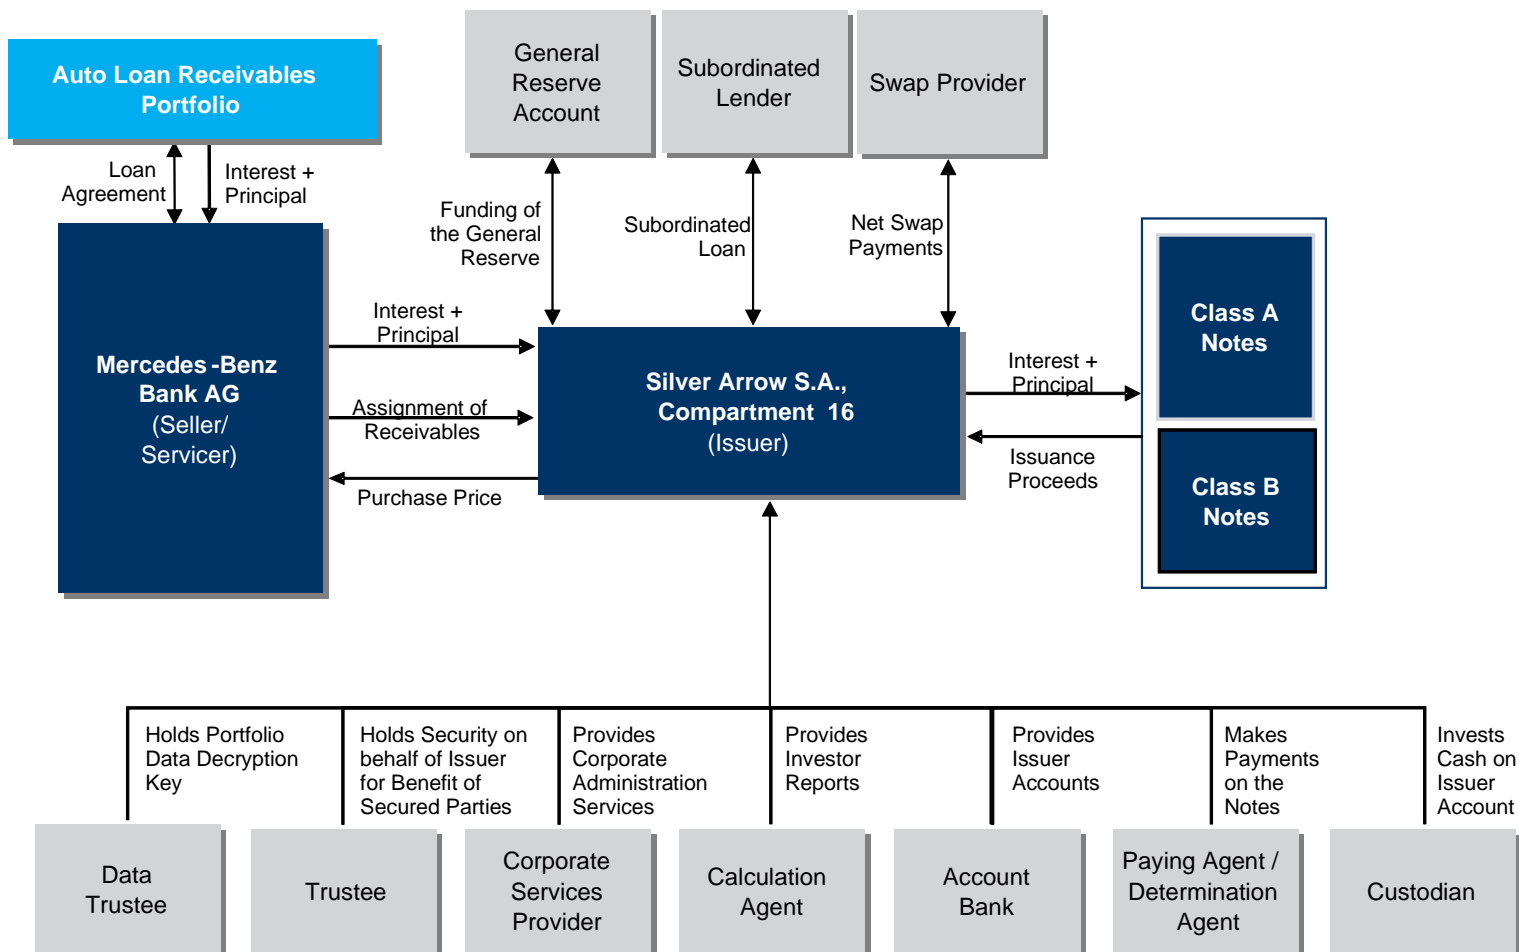 Auto Loan Receivables
Portfolio
General
Reserve
Account
Subordinated
Lender
Swap Provider
Loan
Agreement
Interest +
Principal
Funding of
the General
Reserve
Subordinated
Loan
Net Swap
Payments
Mercedes -Benz
Bank AG
(Seller/
Servicer)
Interest +
Principal
Assignment of
Receivables
Purchase Price
Silver Arrow S.A.,
Compartment 16
(Issuer)
Interest +
Principal
Issuance
Proceeds
Class A
Notes
Class B
Notes
Holds Portfolio
Data Decryption
Key
Holds Security on
behalf of Issuer
for Benefit of
Secured Parties
Provides
Corporate
Administration
Services
Provides
Investor
Reports
Provides
Issuer
Accounts
Makes
Payments
on the
Notes
Invests
Cash on
Issuer
Account
Data
Trustee
Trustee
Corporate
Services
Provider
Calculation
Agent
Account
Bank
Paying Agent /
Determination
Agent
Custodian